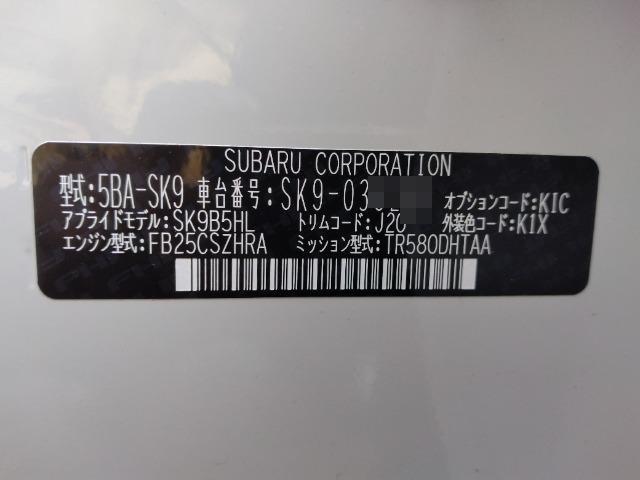 SUBARU CORPORATION
型式:5BA-SK9 車台番号:SK9-03 オプションコード:KIC
アプライドモデル:SK9B5HL トリムコード:J20 外装色コード:K1X
エンジン型式:FB25CSZHRA ミッション型式:TR580DHTAA